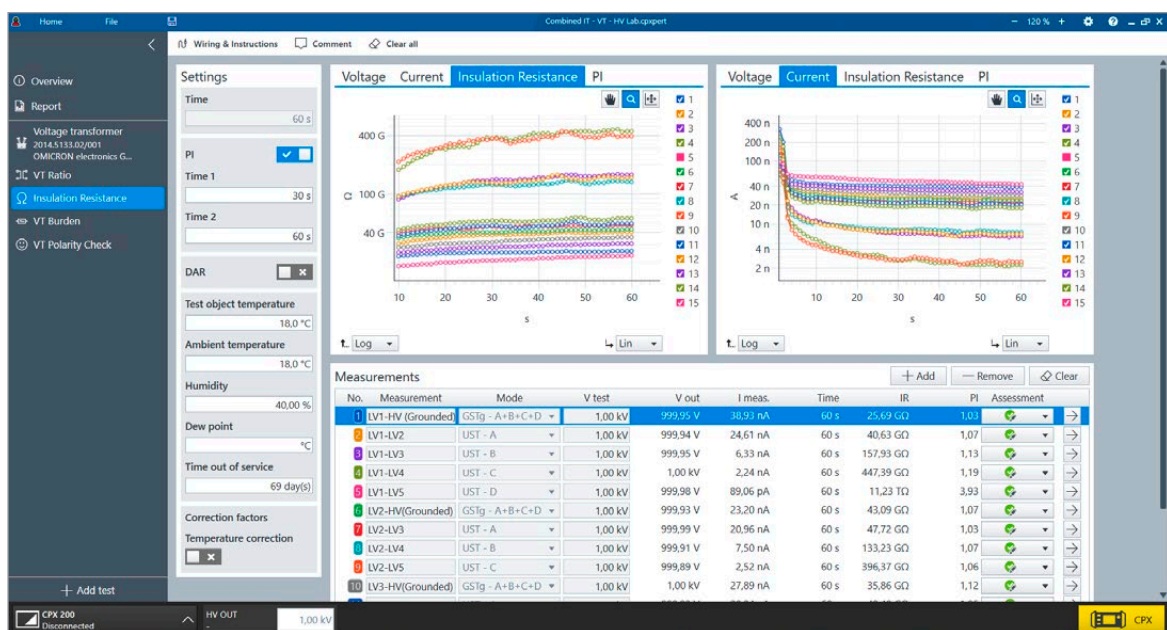 Home File Combined IT - VT - HV Lab.cpxpert − 120 % +
Wiring & Instructions Comment Clear all
Overview
Report
Voltage transformer
2014.5133.02/001
OMICRON electronics G...
VT Ratio
Insulation Resistance
VT Burden
VT Polarity Check
+ Add test
Settings
Time
60 s
PI
Time 1
30 s
Time 2
60 s
DAR
Test object temperature
18,0 °C
Ambient temperature
18,0 °C
Humidity
40,00 %
Dew point
°C
Time out of service
69 day(s)
Correction factors
Temperature correction
Voltage Current Insulation Resistance PI
400 G
100 G
40 G
Ω
10 20 30 40 50 60
s
Log Lin
1
2
3
4
5
6
7
8
9
10
11
12
13
14
15
Voltage Current Insulation Resistance PI
400 n
200 n
100 n
40 n
20 n
10 n
4 n
2 n
A
10 20 30 40 50 60
s
Log Lin
1
2
3
4
5
6
7
8
9
10
11
12
13
14
15
Measurements + Add − Remove Clear
No. Measurement Mode V test V out I meas. Time IR PI Assessment
1 LV1-HV (Grounded) GSTg - A+B+C+D 1,00 kV 999,95 V 38,93 nA 60 s 25,69 GΩ 1,03
2 LV1-LV2 UST - A 1,00 kV 999,94 V 24,61 nA 60 s 40,63 GΩ 1,07
3 LV1-LV3 UST - B 1,00 kV 999,95 V 6,33 nA 60 s 157,93 GΩ 1,13
4 LV1-LV4 UST - C 1,00 kV 1,00 kV 2,24 nA 60 s 447,39 GΩ 1,19
5 LV1-LV5 UST - D 1,00 kV 999,98 V 89,06 pA 60 s 11,23 TΩ 3,93
6 LV2-HV(Grounded) GSTg - A+B+C+D 1,00 kV 999,93 V 23,20 nA 60 s 43,09 GΩ 1,07
7 LV2-LV3 UST - A 1,00 kV 999,99 V 20,96 nA 60 s 47,72 GΩ 1,03
8 LV2-LV4 UST - B 1,00 kV 999,91 V 7,50 nA 60 s 133,23 GΩ 1,07
9 LV2-LV5 UST - C 1,00 kV 999,89 V 2,52 nA 60 s 396,37 GΩ 1,06
10 LV3-HV(Grounded) GSTg - A+B+C+D 1,00 kV 1,00 kV 27,89 nA 60 s 35,86 GΩ 1,12
CPX 200
Disconnected
HV OUT
-
1,00 kV
CPX